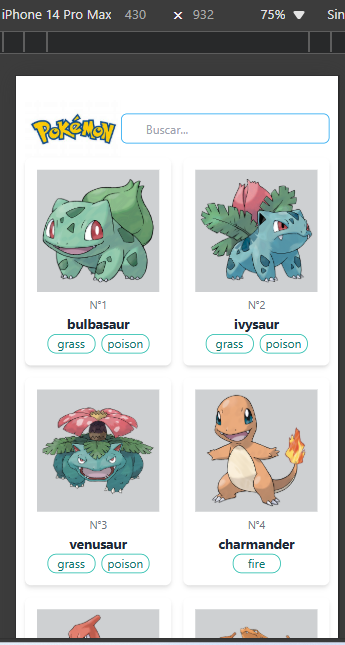 iPhone 14 Pro Max 430 × 932 75% ▼ Sin
Pokémon Buscar...
N°1 N°2
bulbasaur ivysaur
grass poison grass poison
N°3 N°4
venusaur charmander
grass poison fire